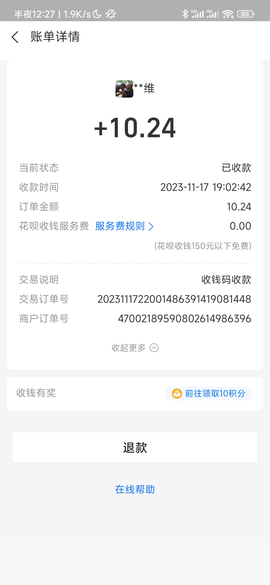 半夜12:27 | 1.9K/s
85
账单详情
**维
+10.24
当前状态 已收款
收款时间 2023-11-17 19:02:42
订单金额 10.24
花呗收钱服务费 服务费规则 0.00
(花呗收钱150元以下免费)
交易说明 收钱码收款
交易订单号 2023111722001486391419081448
商户订单号 47002189590802614986396
收起更多
收钱有奖 前往领取10积分
退款
在线帮助